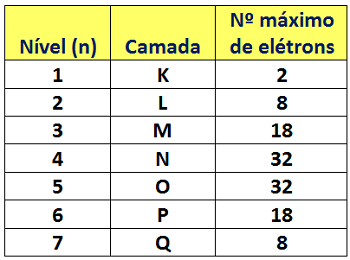 Nível (n) Camada Nº máximo de elétrons
1 K 2
2 L 8
3 M 18
4 N 32
5 O 32
6 P 18
7 Q 8